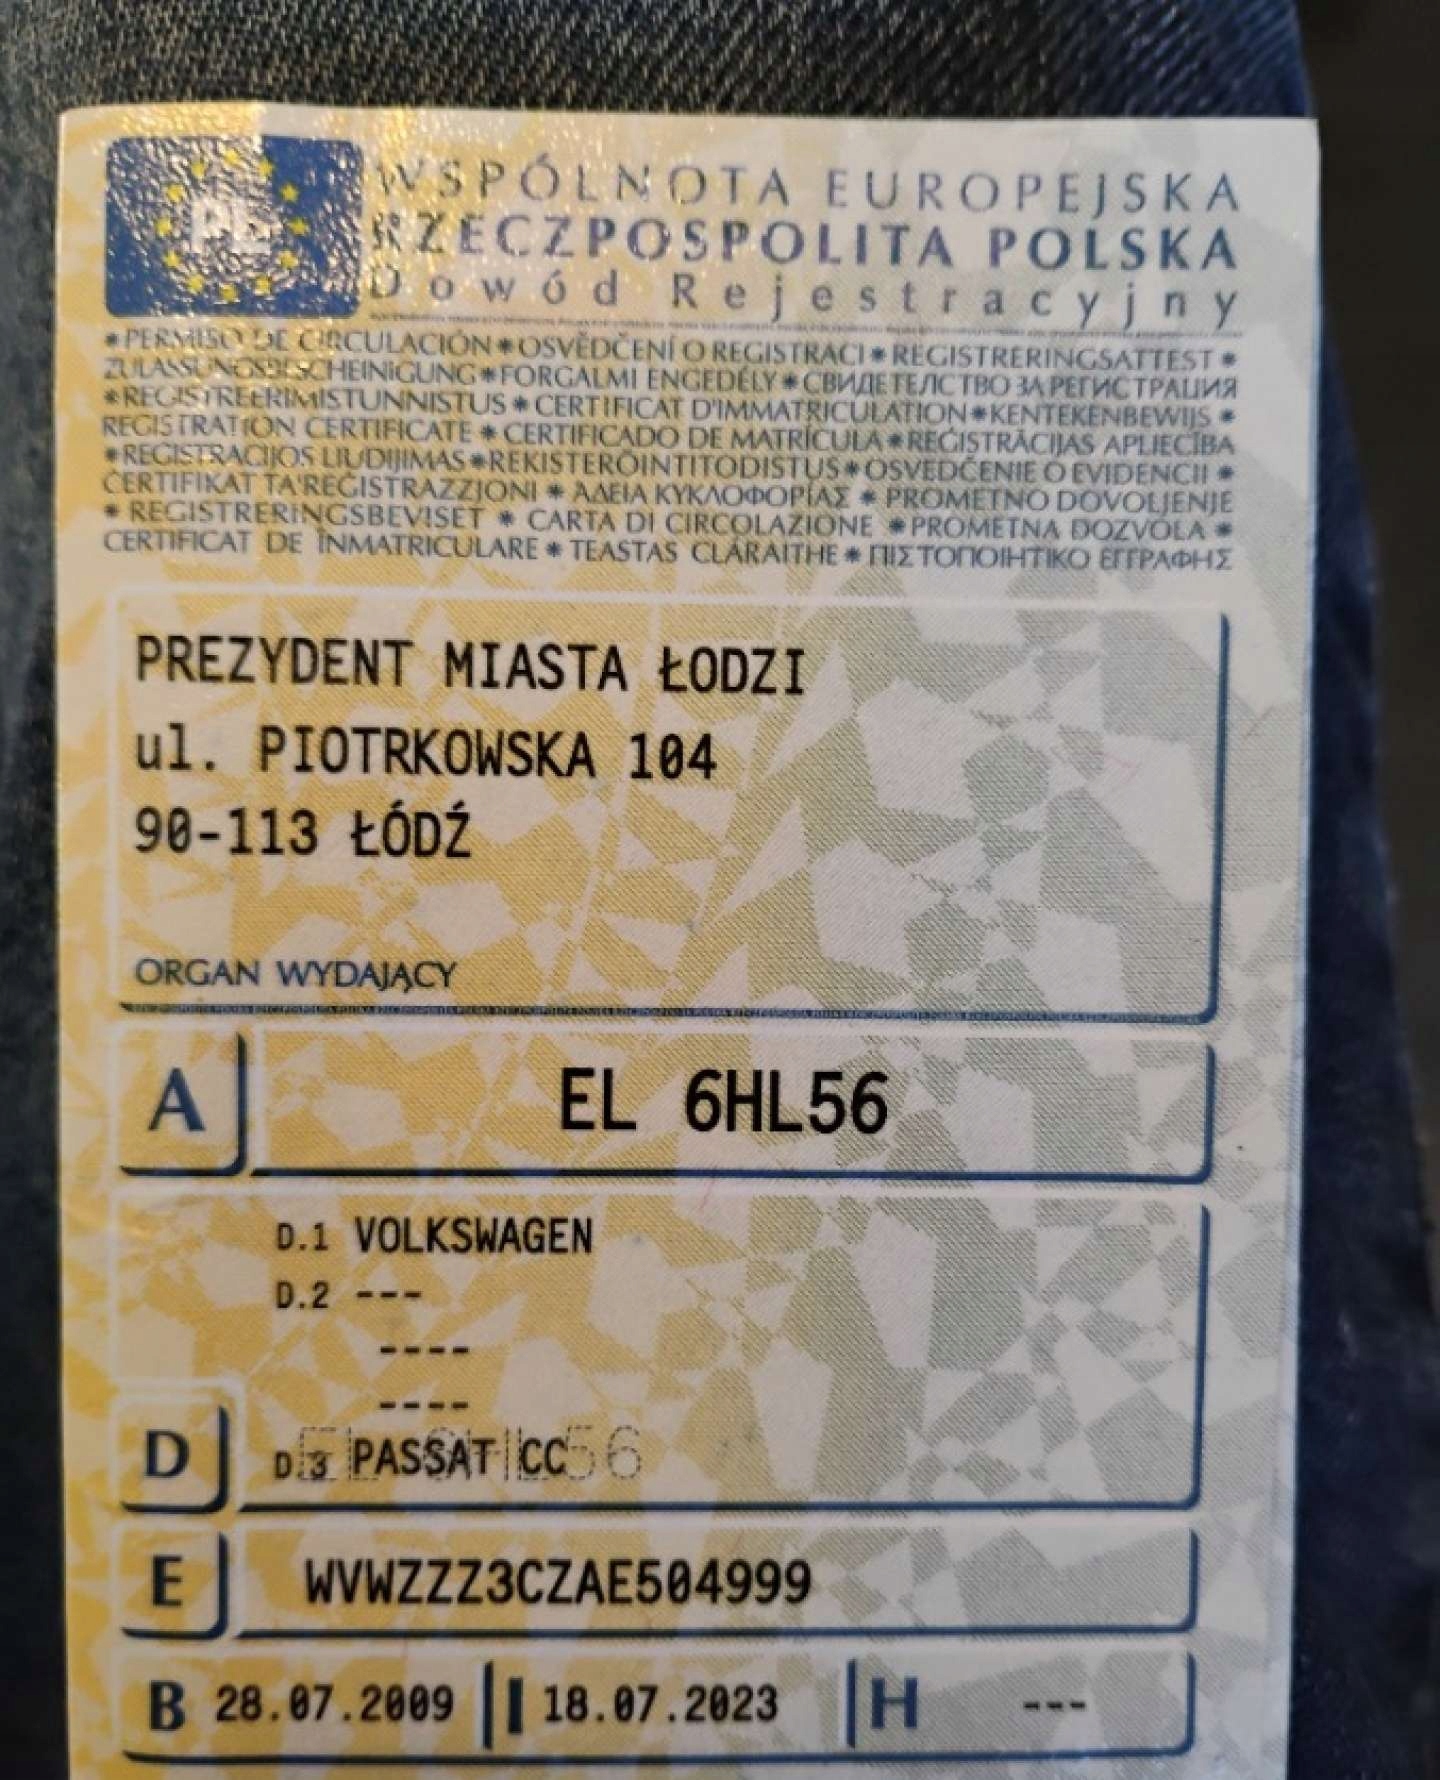 PL
WSPÓLNOTA EUROPEJSKA
RZECZPOSPOLITA POLSKA
Dowód Rejestracyjny
*PERMISO DE CIRCULACIÓN*OSVĚDČENÍ O REGISTRACI*REGISTRERINGSATTEST*
ZULASSUNGSBESCHEINIGUNG*FORGALMI ENGEDÉLY*СВИДЕТЕЛСТВО ЗА РЕГИСТРАЦИЯ
*REGISTREERIMISTUNNISTUS*CERTIFICAT D'IMMATRICULATION*KENTEKENBEWIJS*
REGISTRATION CERTIFICATE*CERTIFICADO DE MATRÍCULA*REĢISTRĀCIJAS APLIECĪBA
*REGISTRACIJOS LIUDIJIMAS*REKISTERÖINTITODISTUS*OSVEDČENIE O EVIDENCII*
ĊERTIFIKAT TA'REĠISTRAZZJONI*ΑΔΕΙΑ ΚΥΚΛΟΦΟΡΙΑΣ*PROMETNO DOVOLJENJE
*REGISTRERINGSBEVISET*CARTA DI CIRCOLAZIONE*PROMETNA DOZVOLA*
CERTIFICAT DE ÎNMATRICULARE*TEASTAS CLÁRAITHE*ΠΙΣΤΟΠΟΙΗΤΙΚΟ ΕΓΓΡΑΦΗΣ
PREZYDENT MIASTA ŁODZI
ul. PIOTRKOWSKA 104
90-113 ŁÓDŹ
ORGAN WYDAJĄCY
A EL 6HL56
D.1 VOLKSWAGEN
D.2 ---
----
----
D D.3 PASSAT CC
EL 6HL56
E WVWZZZ3CZAE504999
B 28.07.2009 I 18.07.2023 H ---